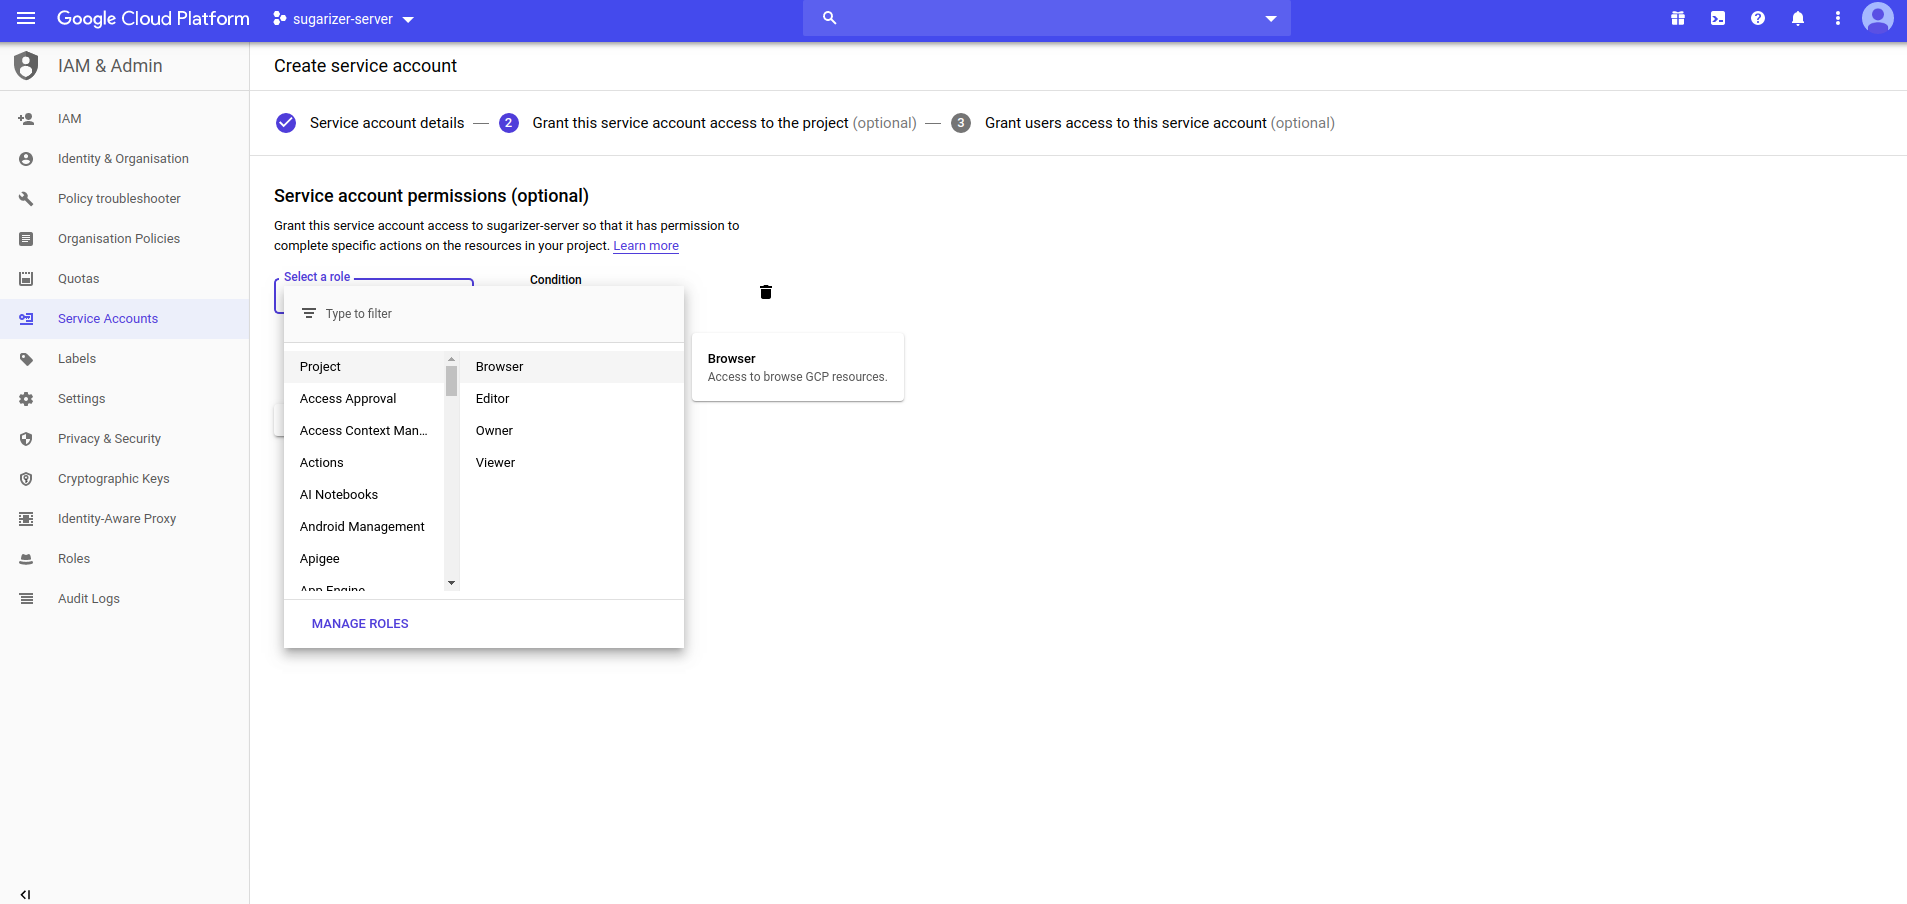 Google Cloud Platform
sugarizer-server
IAM & Admin
IAM
Identity & Organisation
Policy troubleshooter
Organisation Policies
Quotas
Service Accounts
Labels
Settings
Privacy & Security
Cryptographic Keys
Identity-Aware Proxy
Roles
Audit Logs
Create service account
Service account details
2 Grant this service account access to the project (optional)
3 Grant users access to this service account (optional)
Service account permissions (optional)
Grant this service account access to sugarizer-server so that it has permission to
complete specific actions on the resources in your project. Learn more
Select a role
Condition
Type to filter
Project
Access Approval
Access Context Man...
Actions
AI Notebooks
Android Management
Apigee
App Engine
Browser
Editor
Owner
Viewer
MANAGE ROLES
Browser
Access to browse GCP resources.